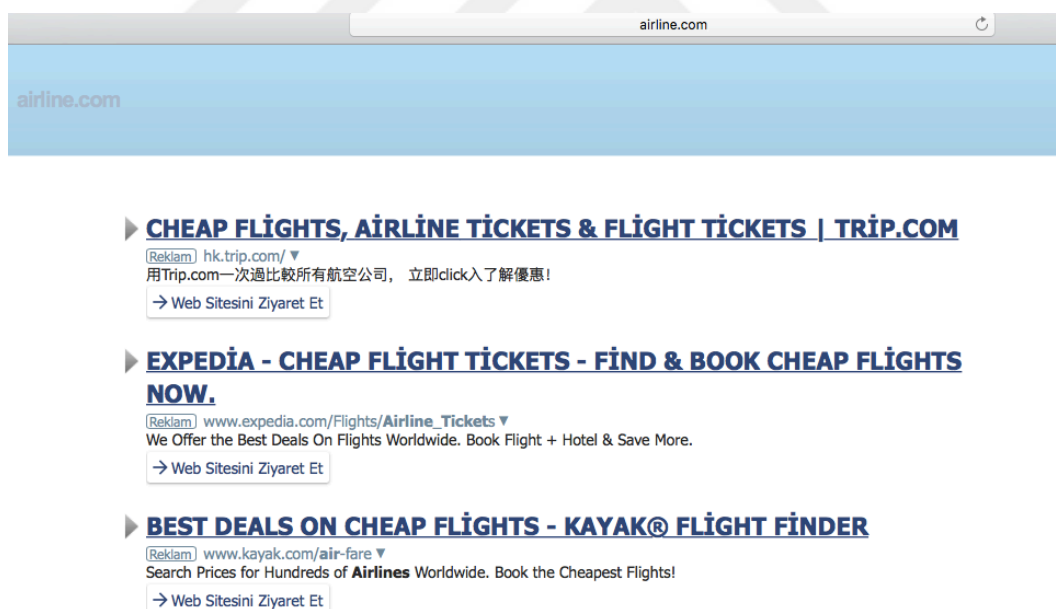 airline.com
airline.com
CHEAP FLİGHTS, AİRLİNE TİCKETS & FLİGHT TİCKETS | TRİP.COM
Reklam hk.trip.com/ ▼
用Trip.com一次過比較所有航空公司， 立即click入了解優惠!
→ Web Sitesini Ziyaret Et
EXPEDİA - CHEAP FLİGHT TİCKETS - FİND & BOOK CHEAP FLİGHTS
NOW.
Reklam www.expedia.com/Flights/Airline_Tickets ▼
We Offer the Best Deals On Flights Worldwide. Book Flight + Hotel & Save More.
→ Web Sitesini Ziyaret Et
BEST DEALS ON CHEAP FLİGHTS - KAYAK® FLİGHT FİNDER
Reklam www.kayak.com/air-fare ▼
Search Prices for Hundreds of Airlines Worldwide. Book the Cheapest Flights!
→ Web Sitesini Ziyaret Et